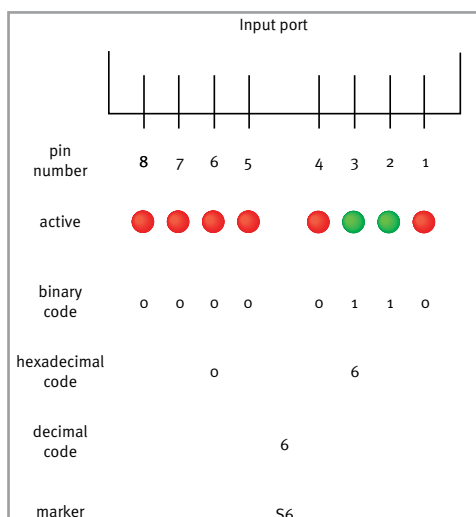 Input port
pin
number
8 7 6 5 4 3 2 1
active
binary
code
0 0 0 0 0 1 1 0
hexadecimal
code
0 6
decimal
code
6
marker
S6